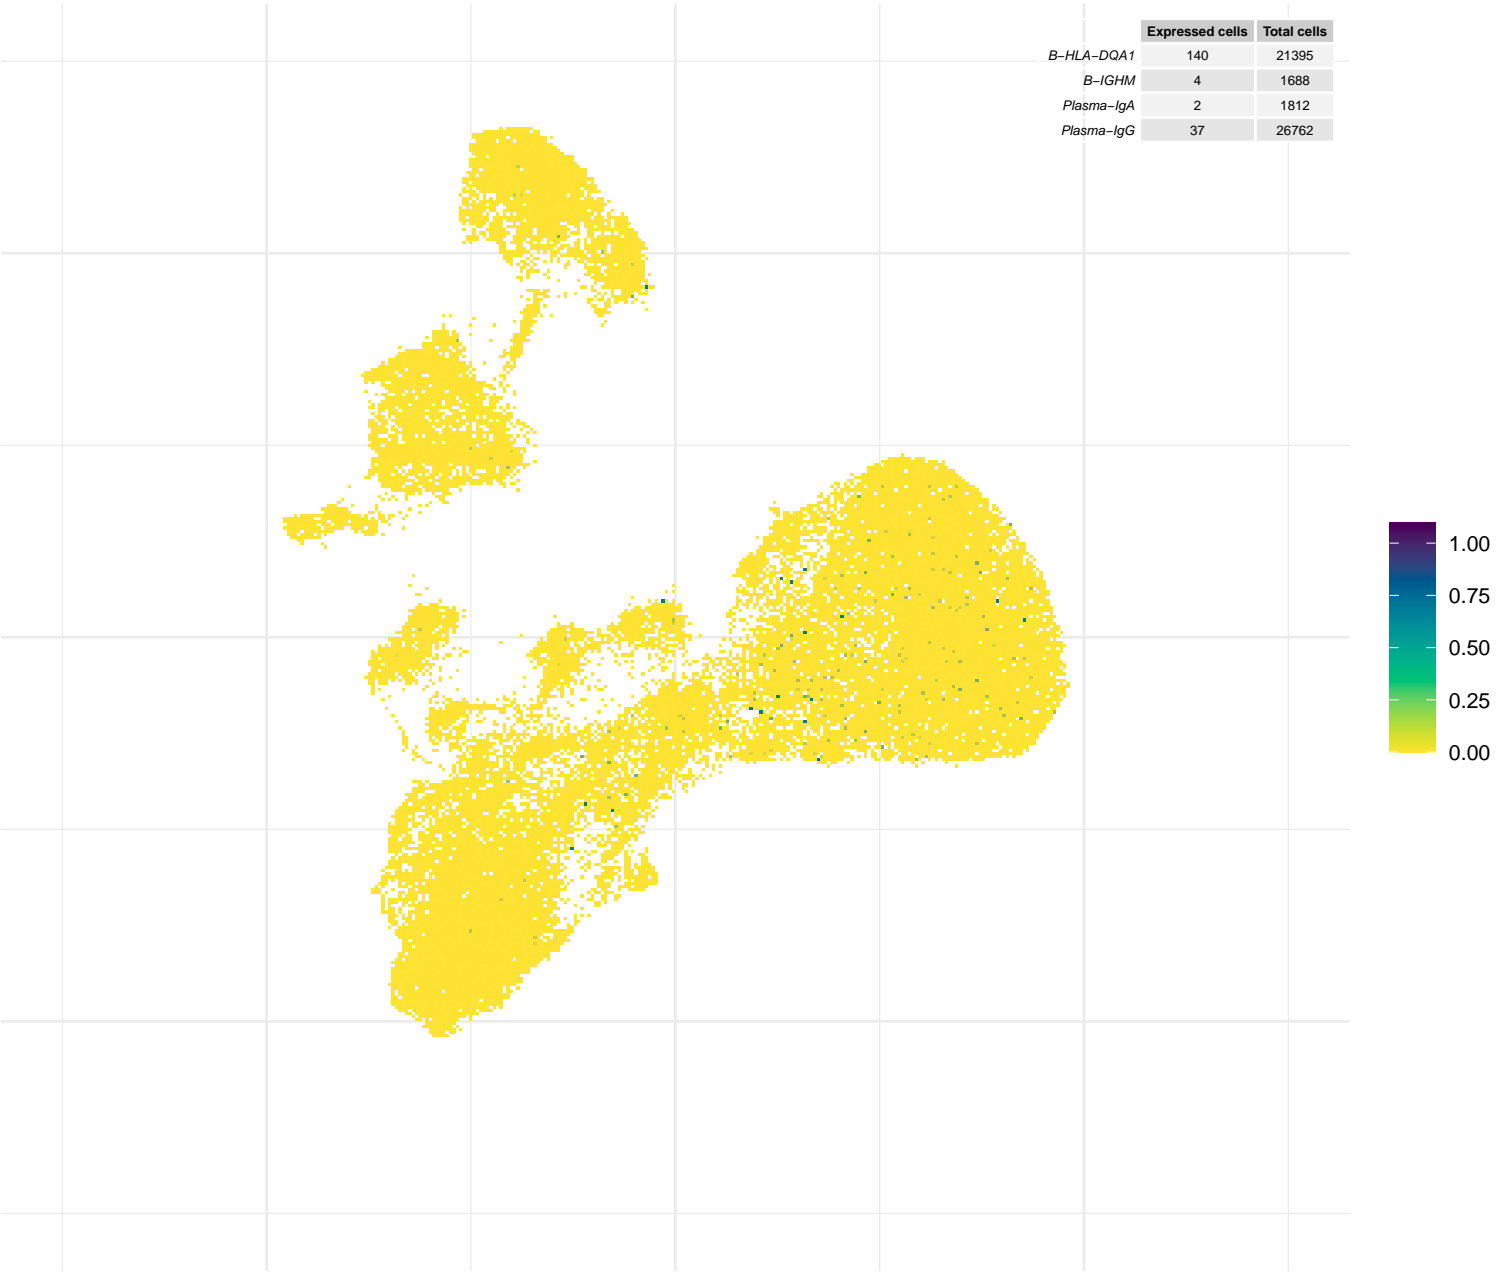 Expressed cells Total cells
B−HLA−DQA1 140 21395
B−IGHM 4 1688
Plasma−IgA 2 1812
Plasma−IgG 37 26762
1.00
0.75
0.50
0.25
0.00